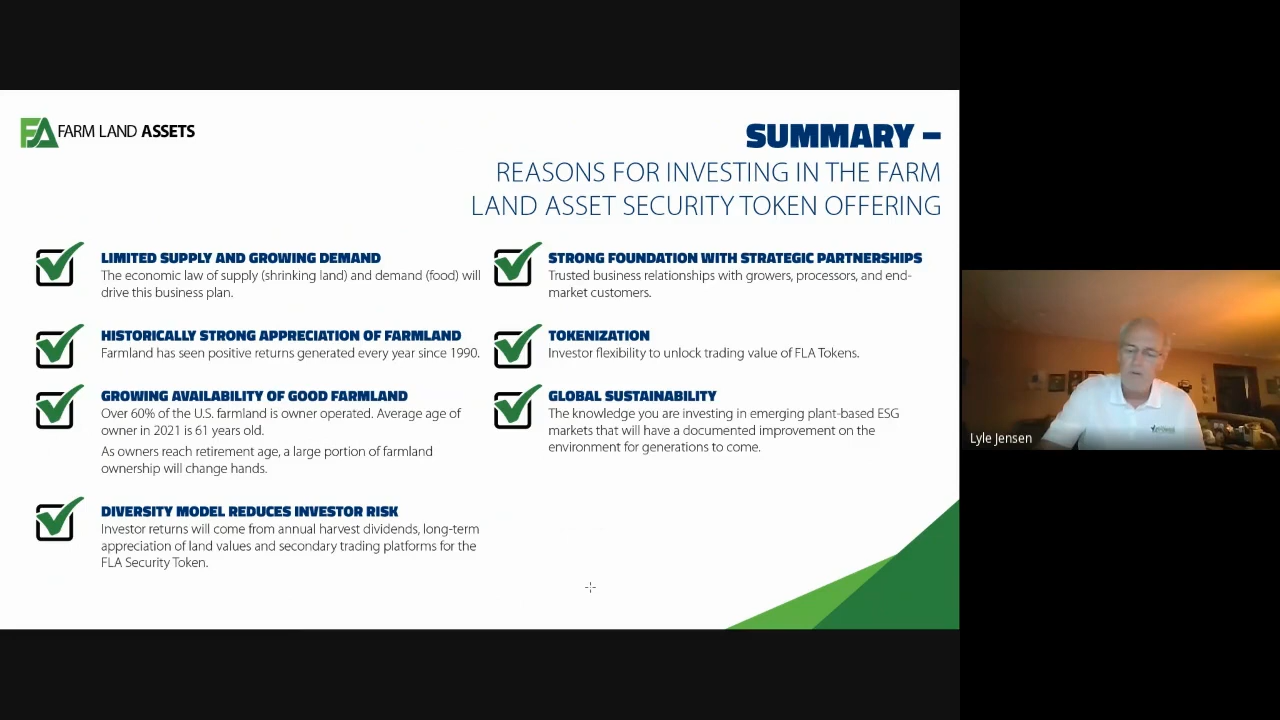 FARM LAND ASSETS
SUMMARY –
REASONS FOR INVESTING IN THE FARM
LAND ASSET SECURITY TOKEN OFFERING
LIMITED SUPPLY AND GROWING DEMAND
The economic law of supply (shrinking land) and demand (food) will
drive this business plan.
HISTORICALLY STRONG APPRECIATION OF FARMLAND
Farmland has seen positive returns generated every year since 1990.
GROWING AVAILABILITY OF GOOD FARMLAND
Over 60% of the U.S. farmland is owner operated. Average age of
owner in 2021 is 61 years old.
As owners reach retirement age, a large portion of farmland
ownership will change hands.
DIVERSITY MODEL REDUCES INVESTOR RISK
Investor returns will come from annual harvest dividends, long-term
appreciation of land values and secondary trading platforms for the
FLA Security Token.
STRONG FOUNDATION WITH STRATEGIC PARTNERSHIPS
Trusted business relationships with growers, processors, and end-
market customers.
TOKENIZATION
Investor flexibility to unlock trading value of FLA Tokens.
GLOBAL SUSTAINABILITY
The knowledge you are investing in emerging plant-based ESG
markets that will have a documented improvement on the
environment for generations to come.
Lyle Jensen